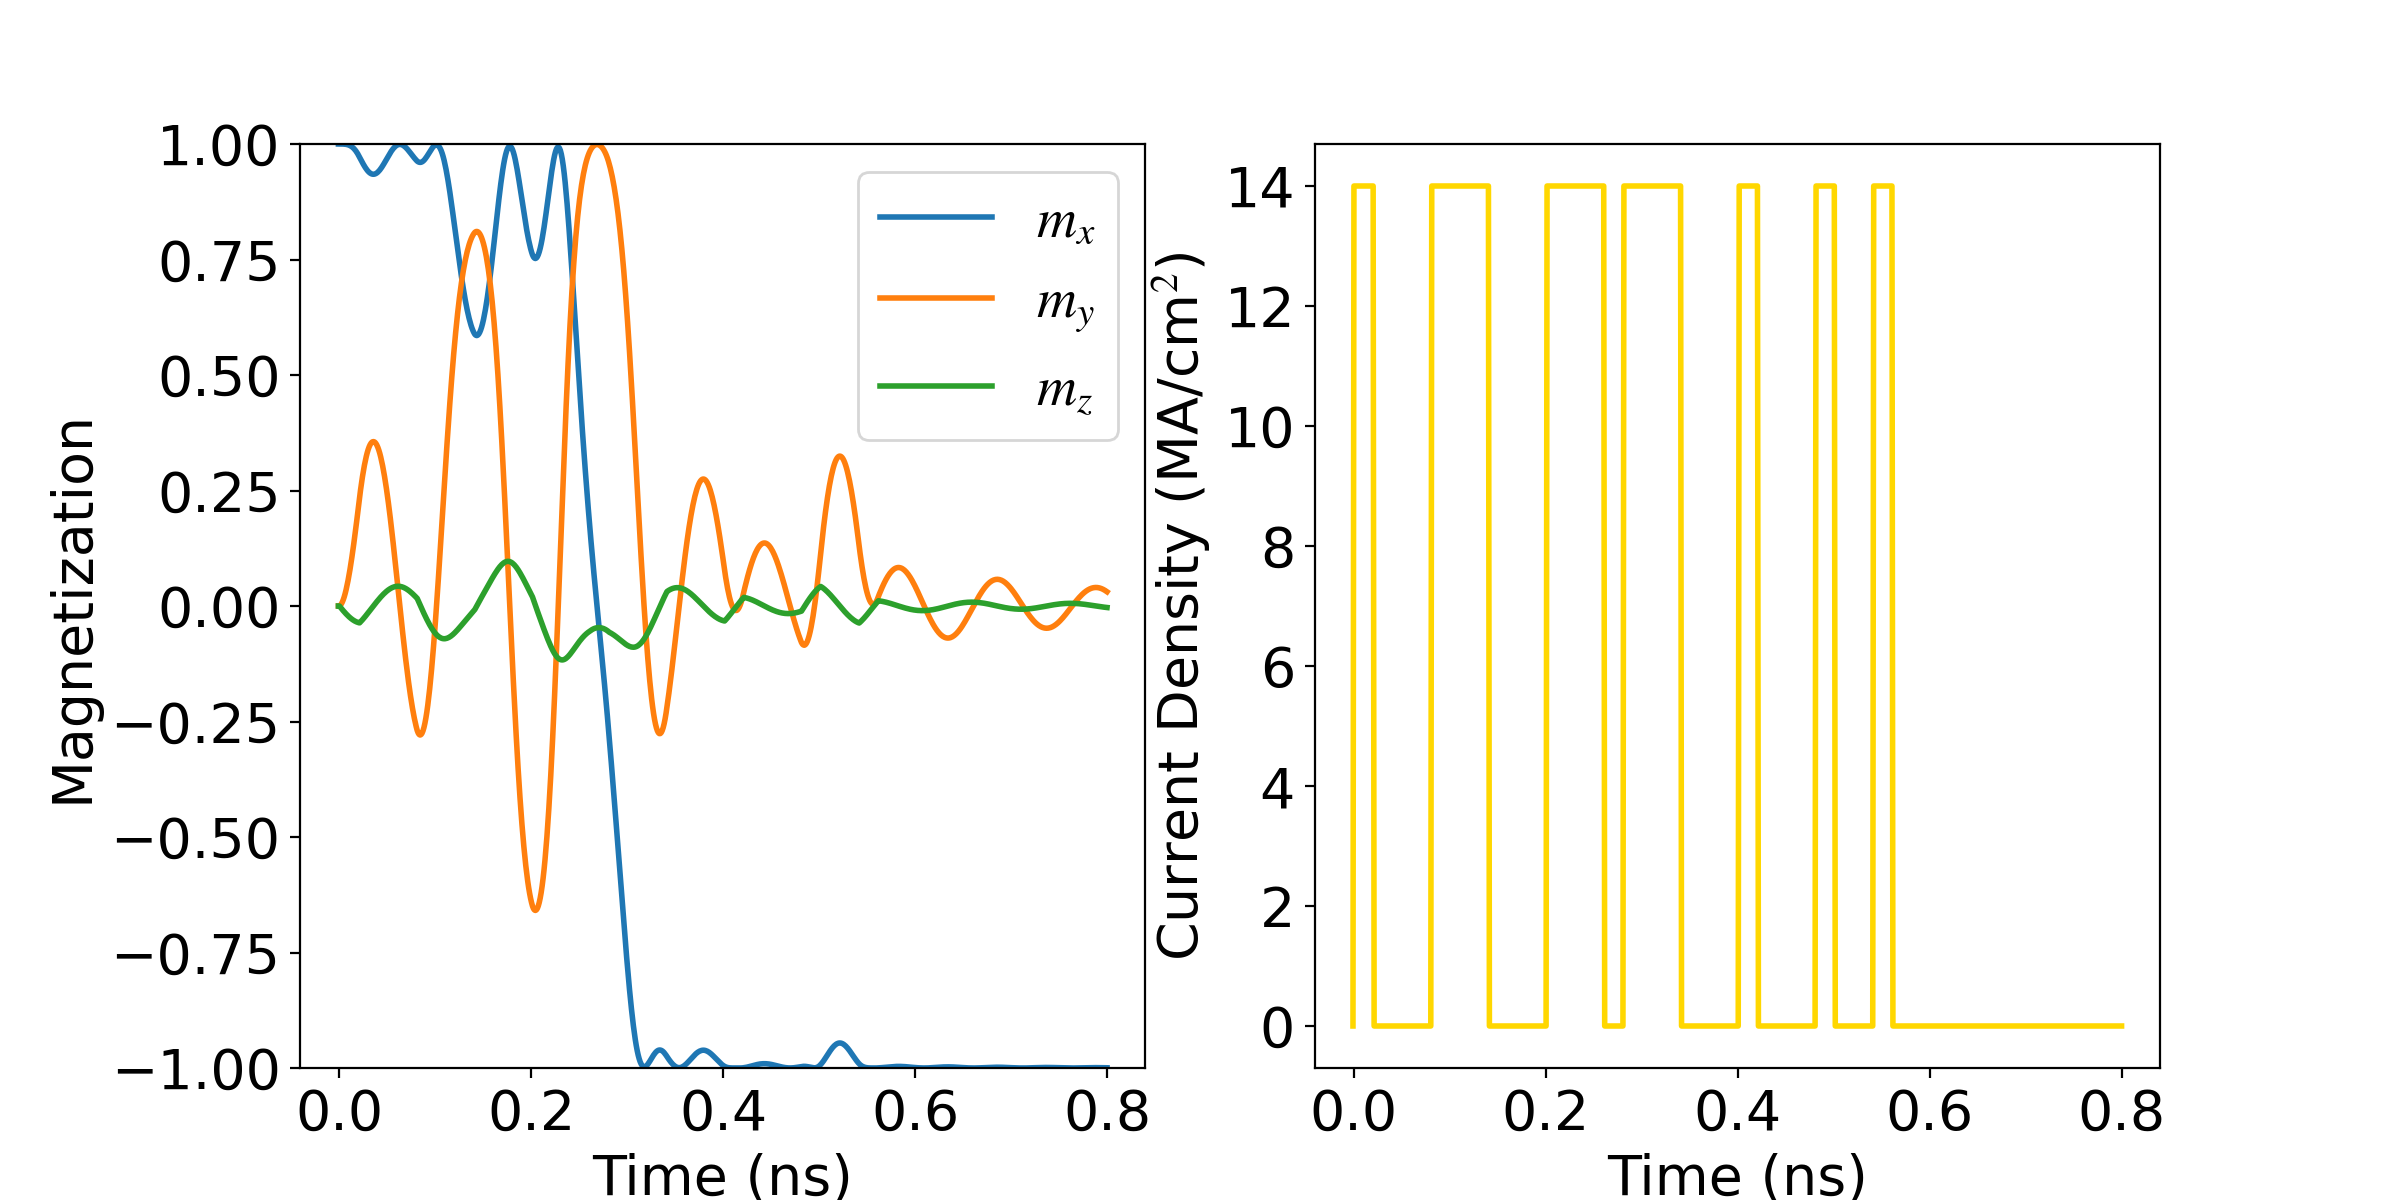 Magnetization
1.00
0.75
0.50
0.25
0.00
−0.25
−0.50
−0.75
−1.00
0.0 0.2 0.4 0.6 0.8
Time (ns)
m_x
m_y
m_z
Current Density (MA/cm²)
14
12
10
8
6
4
2
0
0.0 0.2 0.4 0.6 0.8
Time (ns)